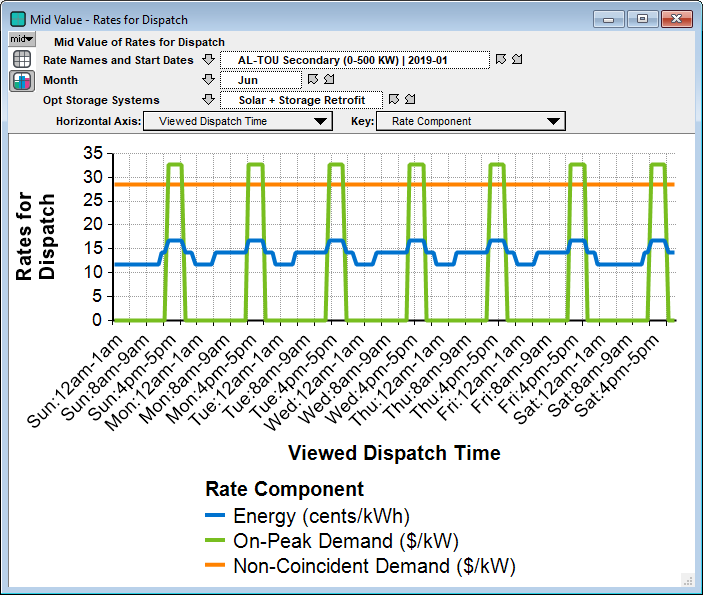 Mid Value - Rates for Dispatch
mid
Mid Value of Rates for Dispatch
Rate Names and Start Dates AL-TOU Secondary (0-500 KW) | 2019-01
Month Jun
Opt Storage Systems Solar + Storage Retrofit
Horizontal Axis: Viewed Dispatch Time Key: Rate Component
35
30
25
20
15
10
5
0
Rates for
Dispatch
Sun:12am-1am
Sun:8am-9am
Sun:4pm-5pm
Mon:12am-1am
Mon:8am-9am
Mon:4pm-5pm
Tue:12am-1am
Tue:8am-9am
Tue:4pm-5pm
Wed:12am-1am
Wed:8am-9am
Wed:4pm-5pm
Thu:12am-1am
Thu:8am-9am
Thu:4pm-5pm
Fri:12am-1am
Fri:8am-9am
Fri:4pm-5pm
Sat:12am-1am
Sat:8am-9am
Sat:4pm-5pm
Viewed Dispatch Time
Rate Component
Energy (cents/kWh)
On-Peak Demand ($/kW)
Non-Coincident Demand ($/kW)